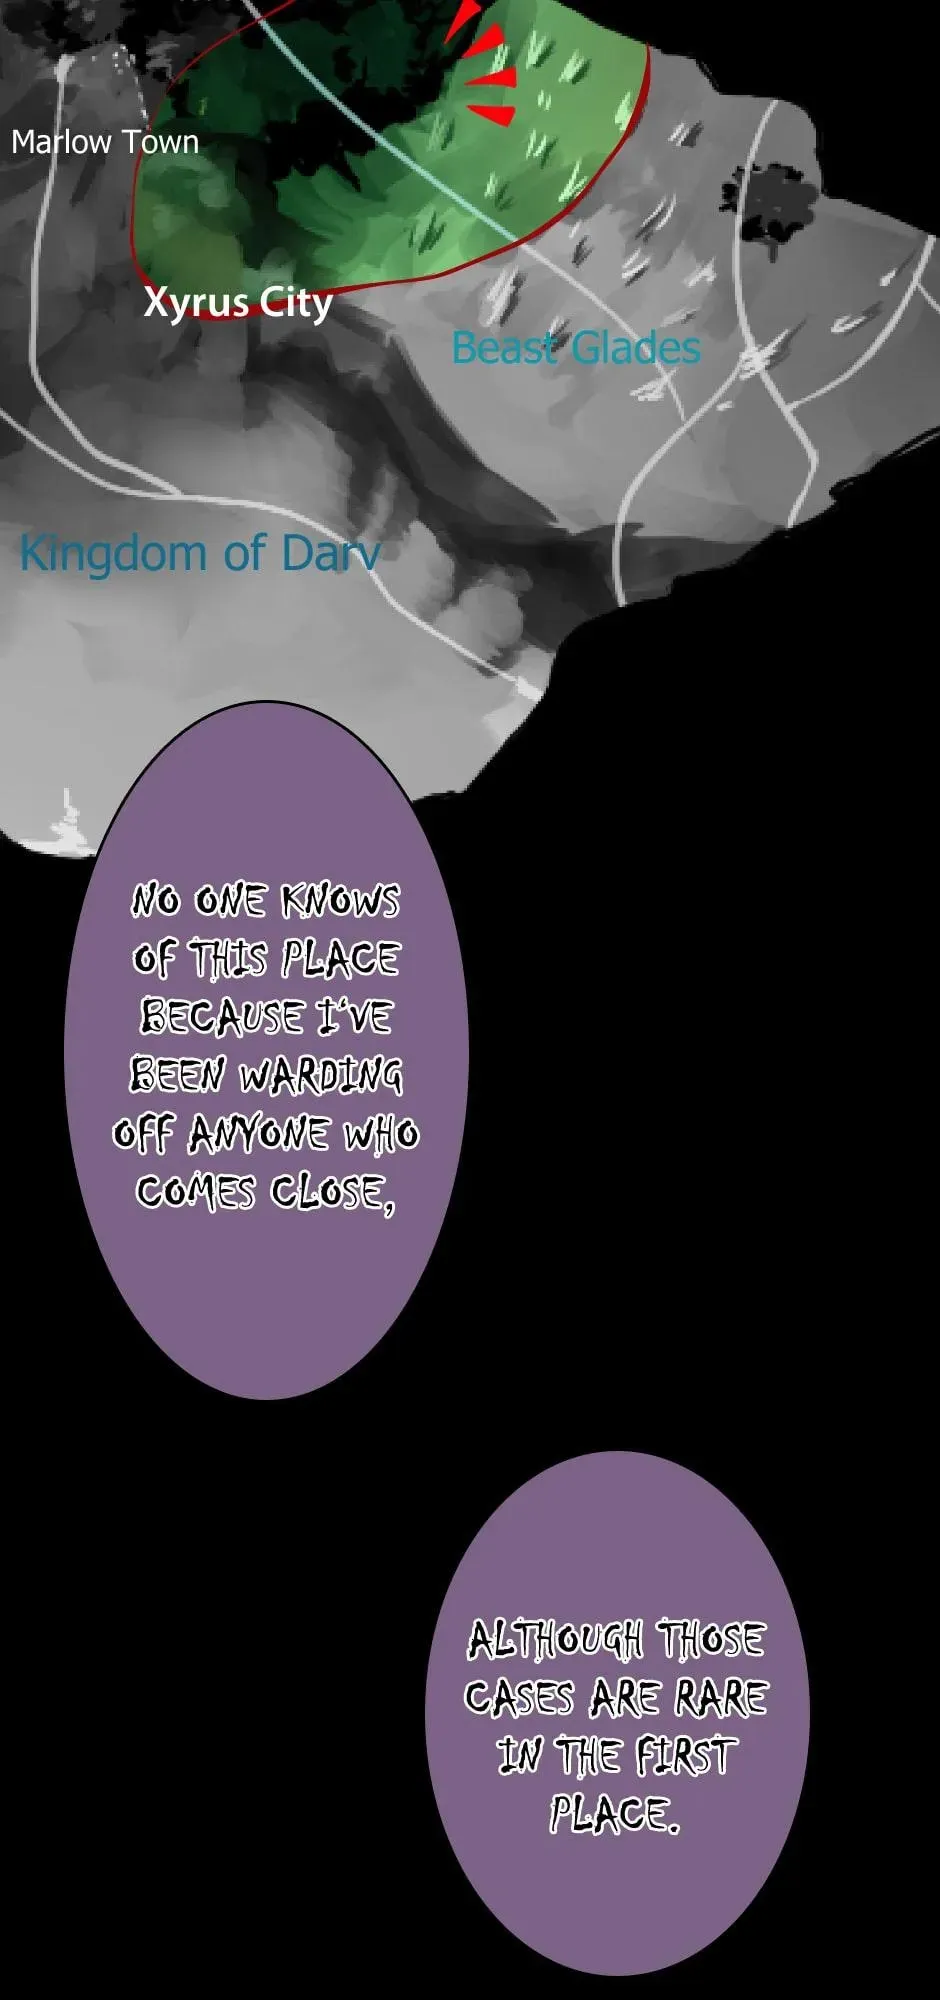 Marlow Town
Xyrus City
Beast Glades
Kingdom of Darv
NO ONE KNOWS
OF THIS PLACE
BECAUSE I'VE
BEEN WARDING
OFF ANYONE WHO
COMES CLOSE,
ALTHOUGH THOSE
CASES ARE RARE
IN THE FIRST
PLACE.